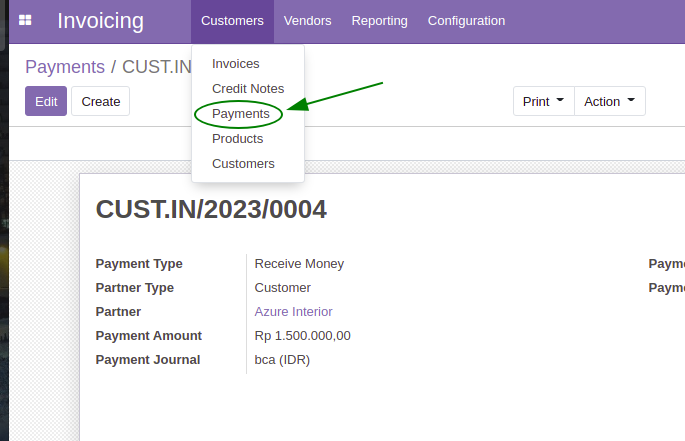 Invoicing Customers Vendors Reporting Configuration
Payments / CUST.IN
Invoices
Credit Notes
Payments
Products
Customers
Edit Create Print Action
CUST.IN/2023/0004
Payment Type Receive Money Payme
Partner Type Customer Payme
Partner Azure Interior
Payment Amount Rp 1.500.000,00
Payment Journal bca (IDR)